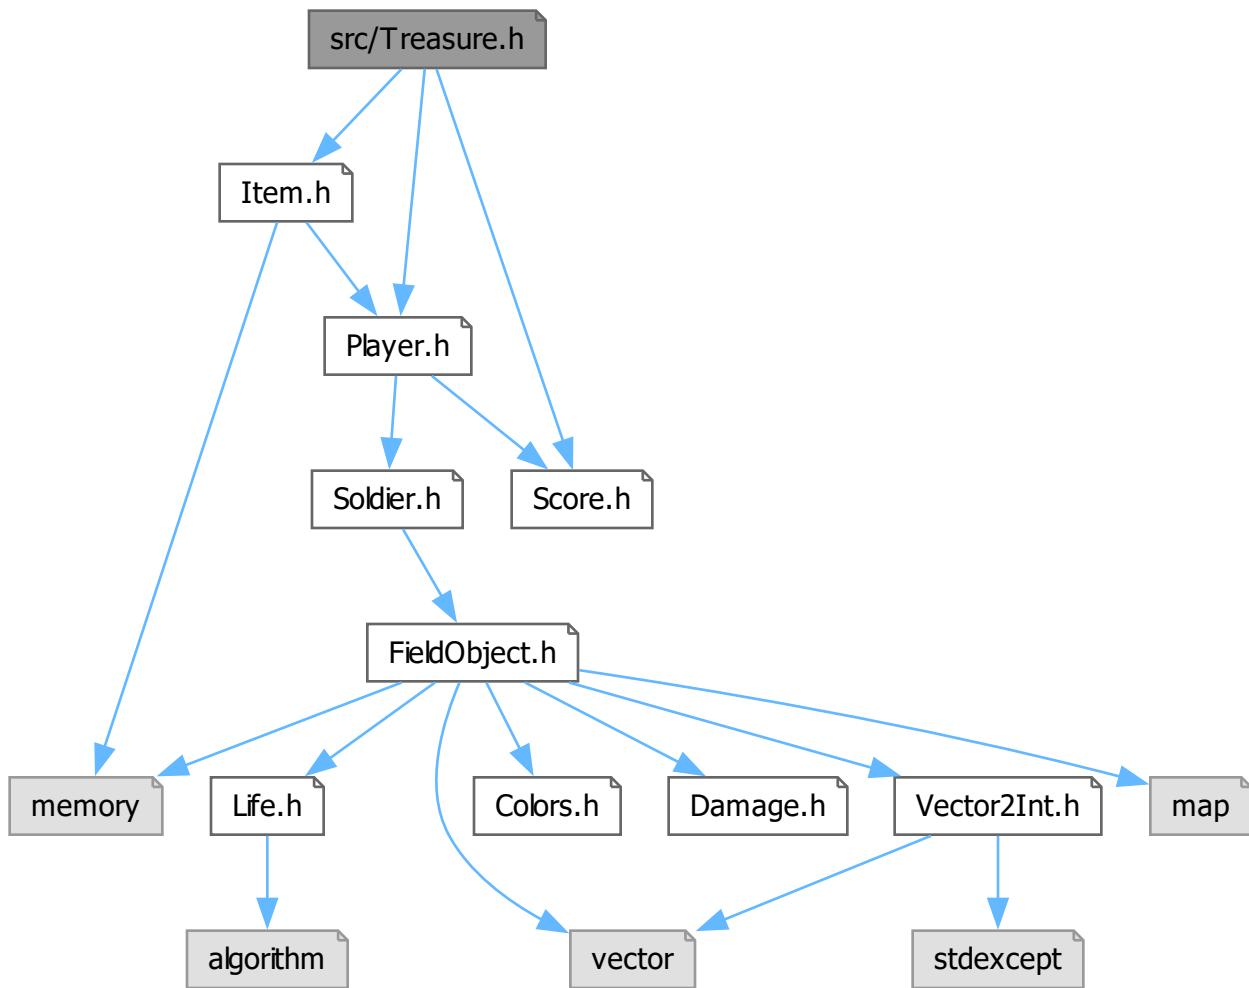 src/Treasure.h
Item.h
Player.h
Soldier.h
Score.h
FieldObject.h
memory
Life.h
Colors.h
Damage.h
Vector2Int.h
map
algorithm
vector
stdexcept